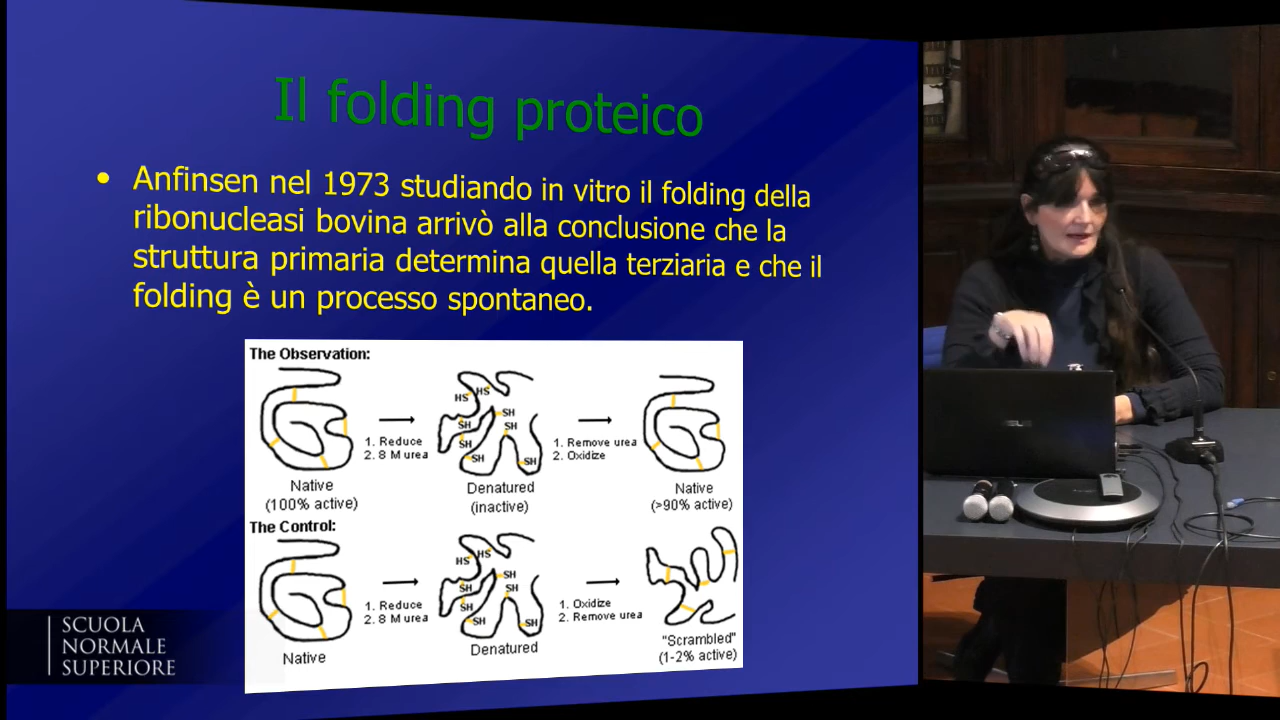 Il folding proteico
• Anfinsen nel 1973 studiando in vitro il folding della
ribonucleasi bovina arrivò alla conclusione che la
struttura primaria determina quella terziaria e che il
folding è un processo spontaneo.
The Observation:
HS HS
SH
SH SH
SH
SH SH
1. Reduce
2. 8 M urea
1. Remove urea
2. Oxidize
Native
(100% active)
Denatured
(inactive)
Native
(>90% active)
The Control:
HS HS
SH
SH SH
SH
SH SH
1. Reduce
2. 8 M urea
1. Oxidize
2. Remove urea
Native
Denatured
"Scrambled"
(1-2% active)
SCUOLA
NORMALE
SUPERIORE
ASUS